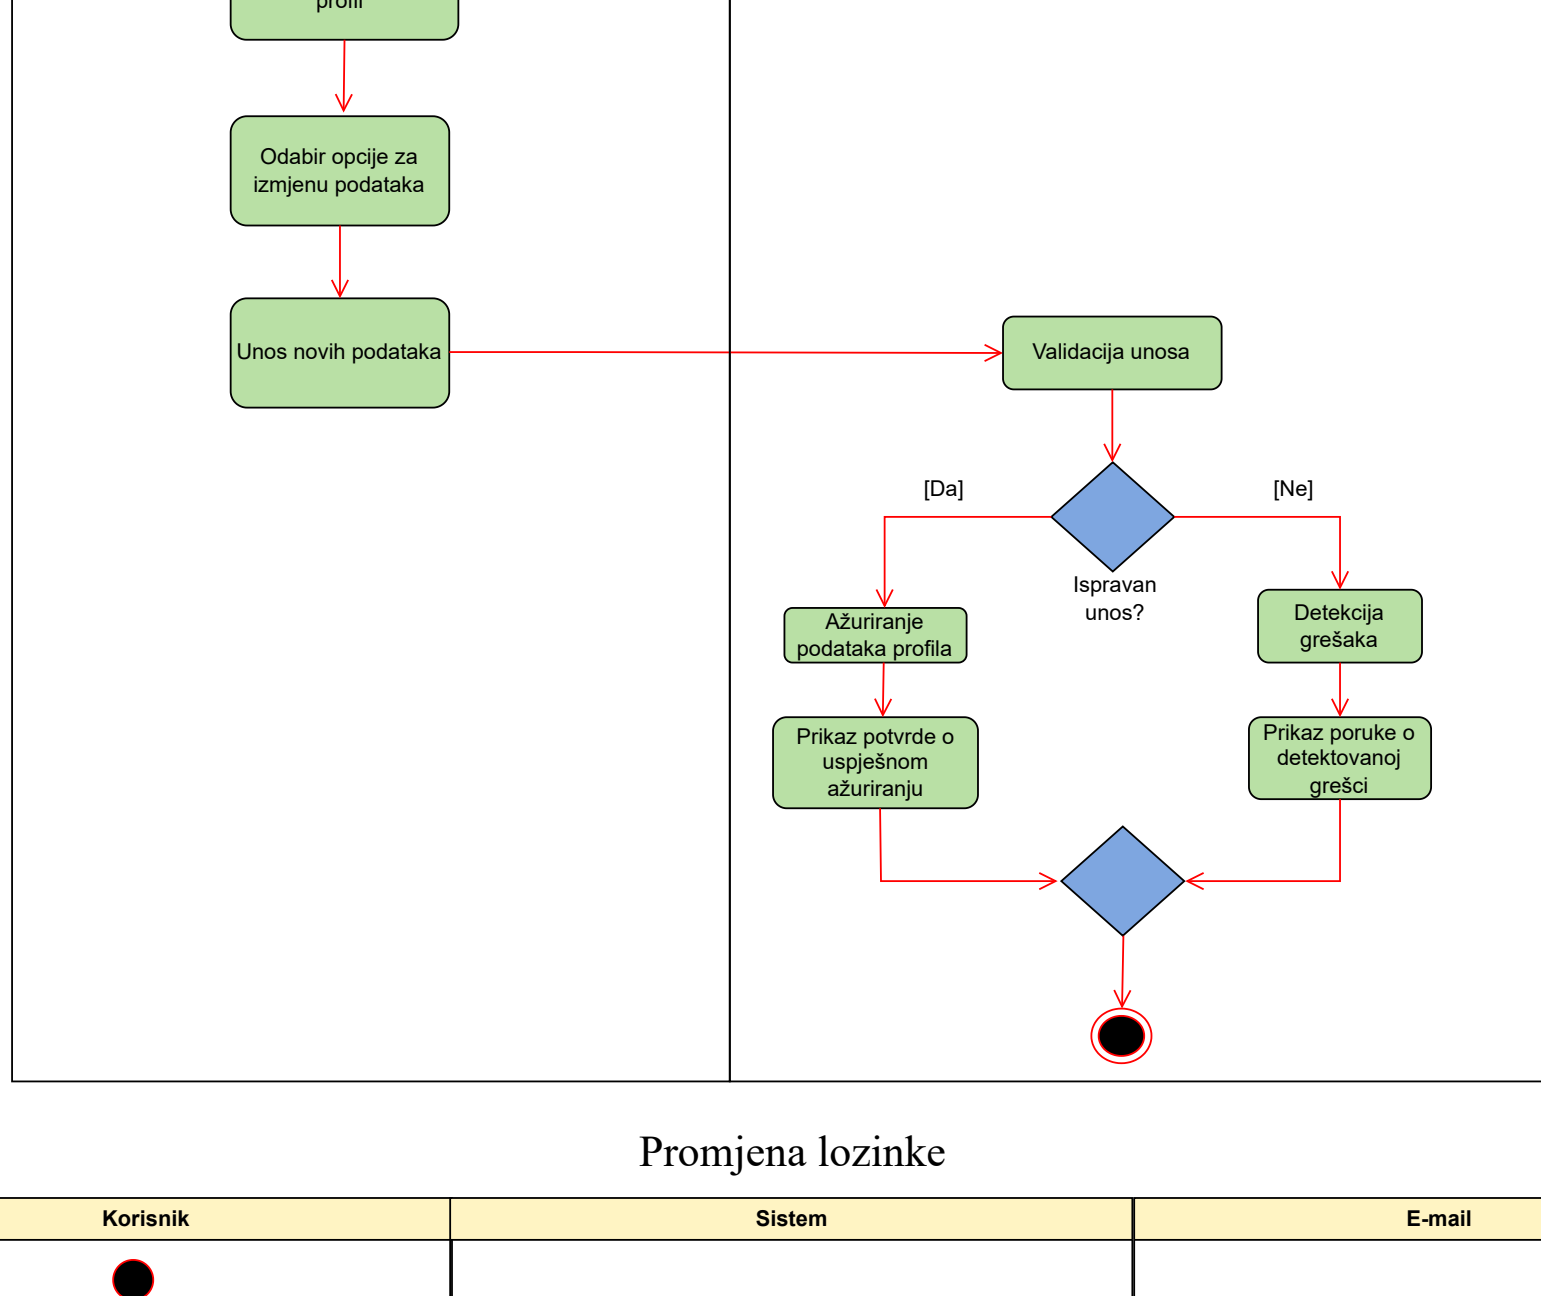 profil
Odabir opcije za
izmjenu podataka
Unos novih podataka
Validacija unosa
[Da]
[Ne]
Ispravan
unos?
Ažuriranje
podataka profila
Detekcija
grešaka
Prikaz potvrde o
uspješnom
ažuriranju
Prikaz poruke o
detektovanoj
grešci
Promjena lozinke
Korisnik
Sistem
E-mail